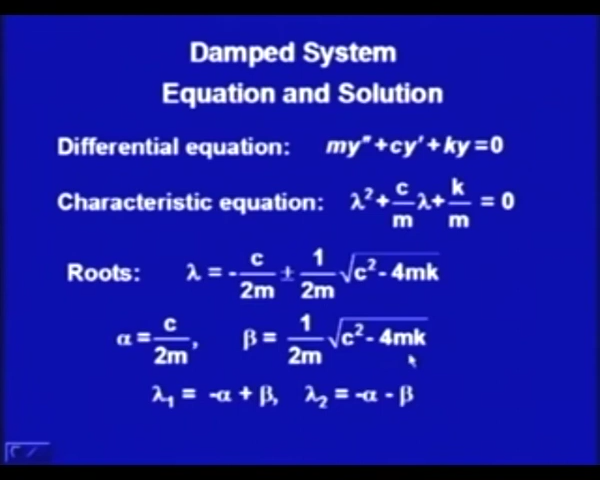 Damped System
Equation and Solution
Differential equation: my″+cy′+ky=0
Characteristic equation: λ²+c/m λ+k/m = 0
Roots: λ = -c/2m ± 1/2m √c²- 4mk
α = c/2m, β = 1/2m √c²- 4mk
λ₁ = -α + β, λ₂ = -α - β